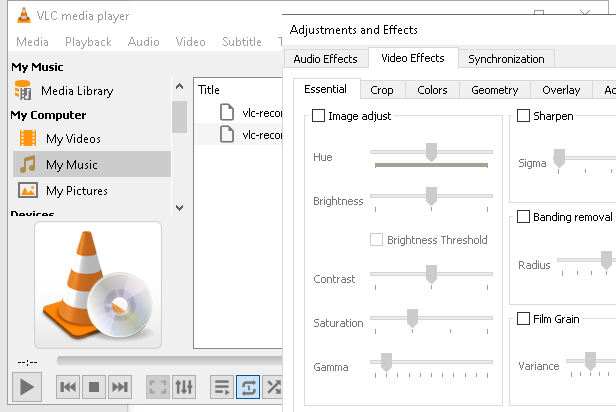 VLC media player
Media Playback Audio Video Subtitle
My Music
Media Library
My Computer
My Videos
My Music
My Pictures
Devices
Title
vlc-recor
vlc-recor
--:--
Adjustments and Effects
Audio Effects Video Effects Synchronization
Essential Crop Colors Geometry Overlay
Image adjust
Hue
Brightness
Brightness Threshold
Contrast
Saturation
Gamma
Sharpen
Sigma
Banding removal
Radius
Film Grain
Variance